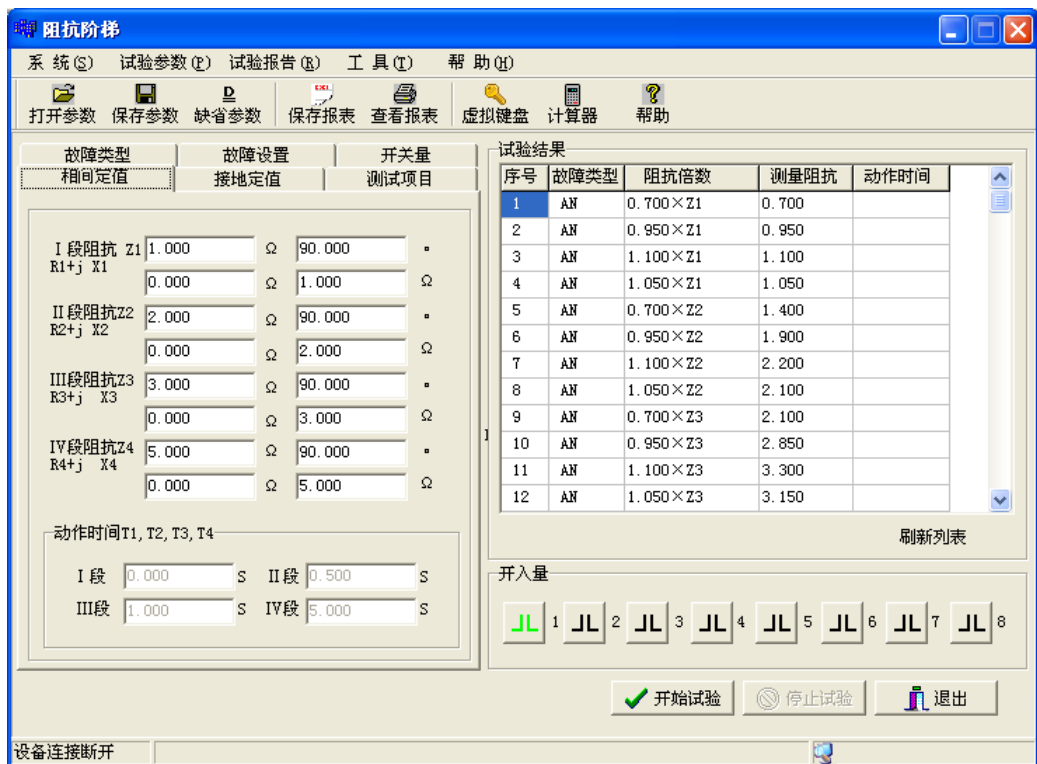 阻抗阶梯
系 统(S) 试验参数(P) 试验报告(R) 工 具(T) 帮 助(H)
打开参数 保存参数 缺省参数 保存报表 查看报表 虚拟键盘 计算器 帮助
故障类型 故障设置 开关量
相间定值 接地定值 测试项目
I 段阻抗 Z1 1.000 Ω 90.000 °
R1+j X1
0.000 Ω 1.000 Ω
II段阻抗Z2 2.000 Ω 90.000 °
R2+j X2
0.000 Ω 2.000 Ω
III段阻抗Z3 3.000 Ω 90.000 °
R3+j X3
0.000 Ω 3.000 Ω
IV段阻抗Z4 5.000 Ω 90.000 °
R4+j X4
0.000 Ω 5.000 Ω
动作时间T1,T2,T3,T4
I 段 0.000 S II段 0.500 S
III段 1.000 S IV段 5.000 S
试验结果
序号 故障类型 阻抗倍数 测量阻抗 动作时间
1 AN 0.700×Z1 0.700
2 AN 0.950×Z1 0.950
3 AN 1.100×Z1 1.100
4 AN 1.050×Z1 1.050
5 AN 0.700×Z2 1.400
6 AN 0.950×Z2 1.900
7 AN 1.100×Z2 2.200
8 AN 1.050×Z2 2.100
9 AN 0.700×Z3 2.100
10 AN 0.950×Z3 2.850
11 AN 1.100×Z3 3.300
12 AN 1.050×Z3 3.150
刷新列表
开入量
1 2 3 4 5 6 7 8
开始试验 停止试验 退出
设备连接断开